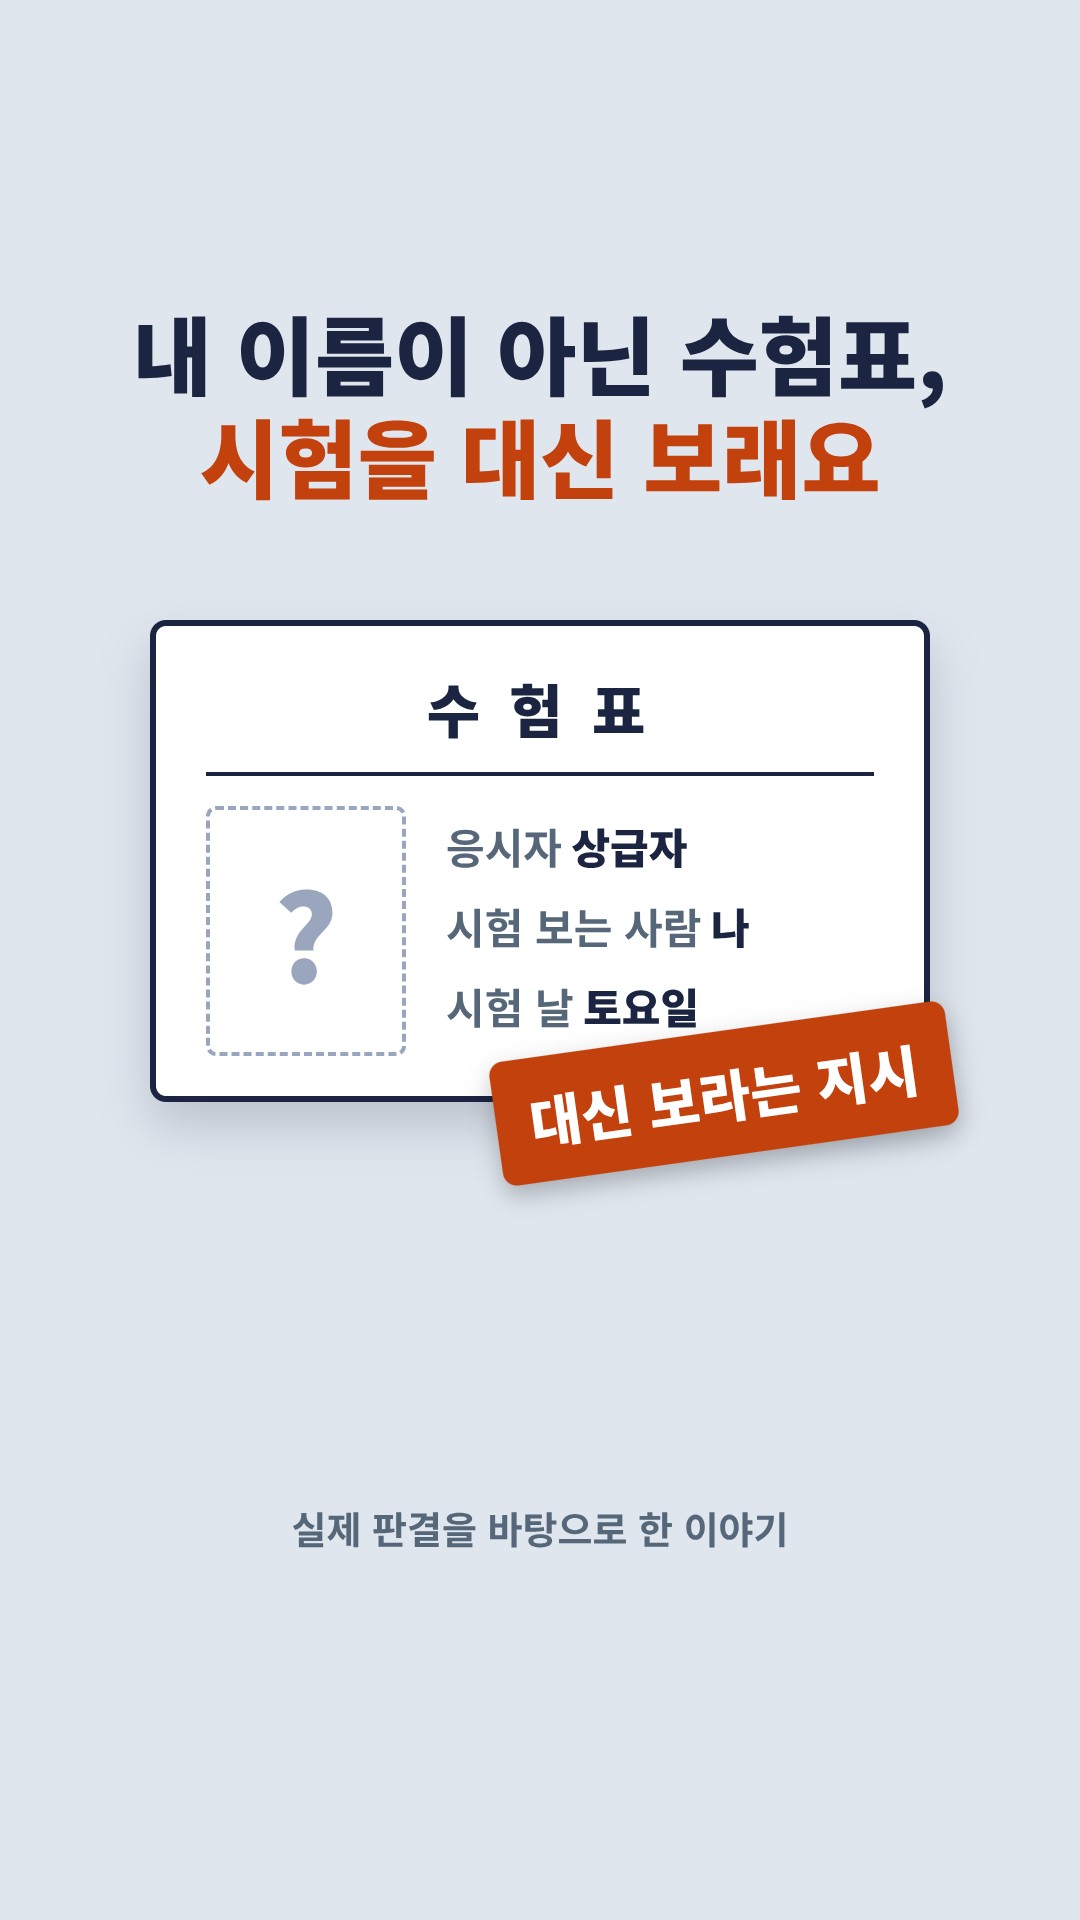 내 이름이 아닌 수험표,
시험을 대신 보래요
수 험 표
?
응시자 상급자
시험 보는 사람 나
시험 날 토요일
대신 보라는 지시
실제 판결을 바탕으로 한 이야기